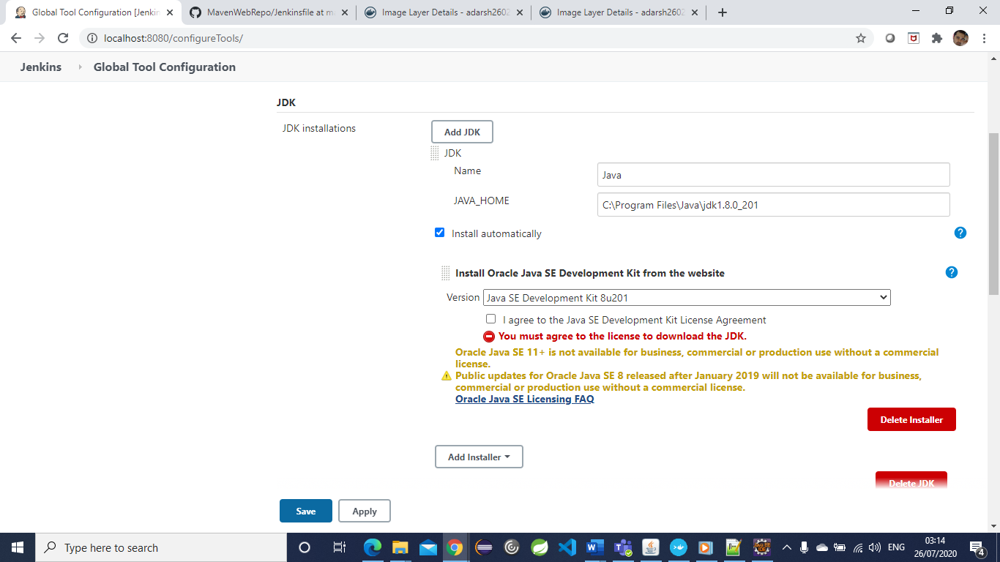 Global Tool Configuration [Jenkin
MavenWebRepo/Jenkinsfile at m
Image Layer Details - adarsh2602
Image Layer Details - adarsh2602
localhost:8080/configureTools/
Jenkins
Global Tool Configuration
JDK
JDK installations
Add JDK
JDK
Name
Java
JAVA_HOME
C:\Program Files\Java\jdk1.8.0_201
Install automatically
Install Oracle Java SE Development Kit from the website
Version
Java SE Development Kit 8u201
I agree to the Java SE Development Kit License Agreement
You must agree to the license to download the JDK.
Oracle Java SE 11+ is not available for business, commercial or production use without a commercial
license.
Public updates for Oracle Java SE 8 released after January 2019 will not be available for business,
commercial or production use without a commercial license.
Oracle Java SE Licensing FAQ
Delete Installer
Add Installer
Delete JDK
Save
Apply
Type here to search
ENG
03:14
26/07/2020
4